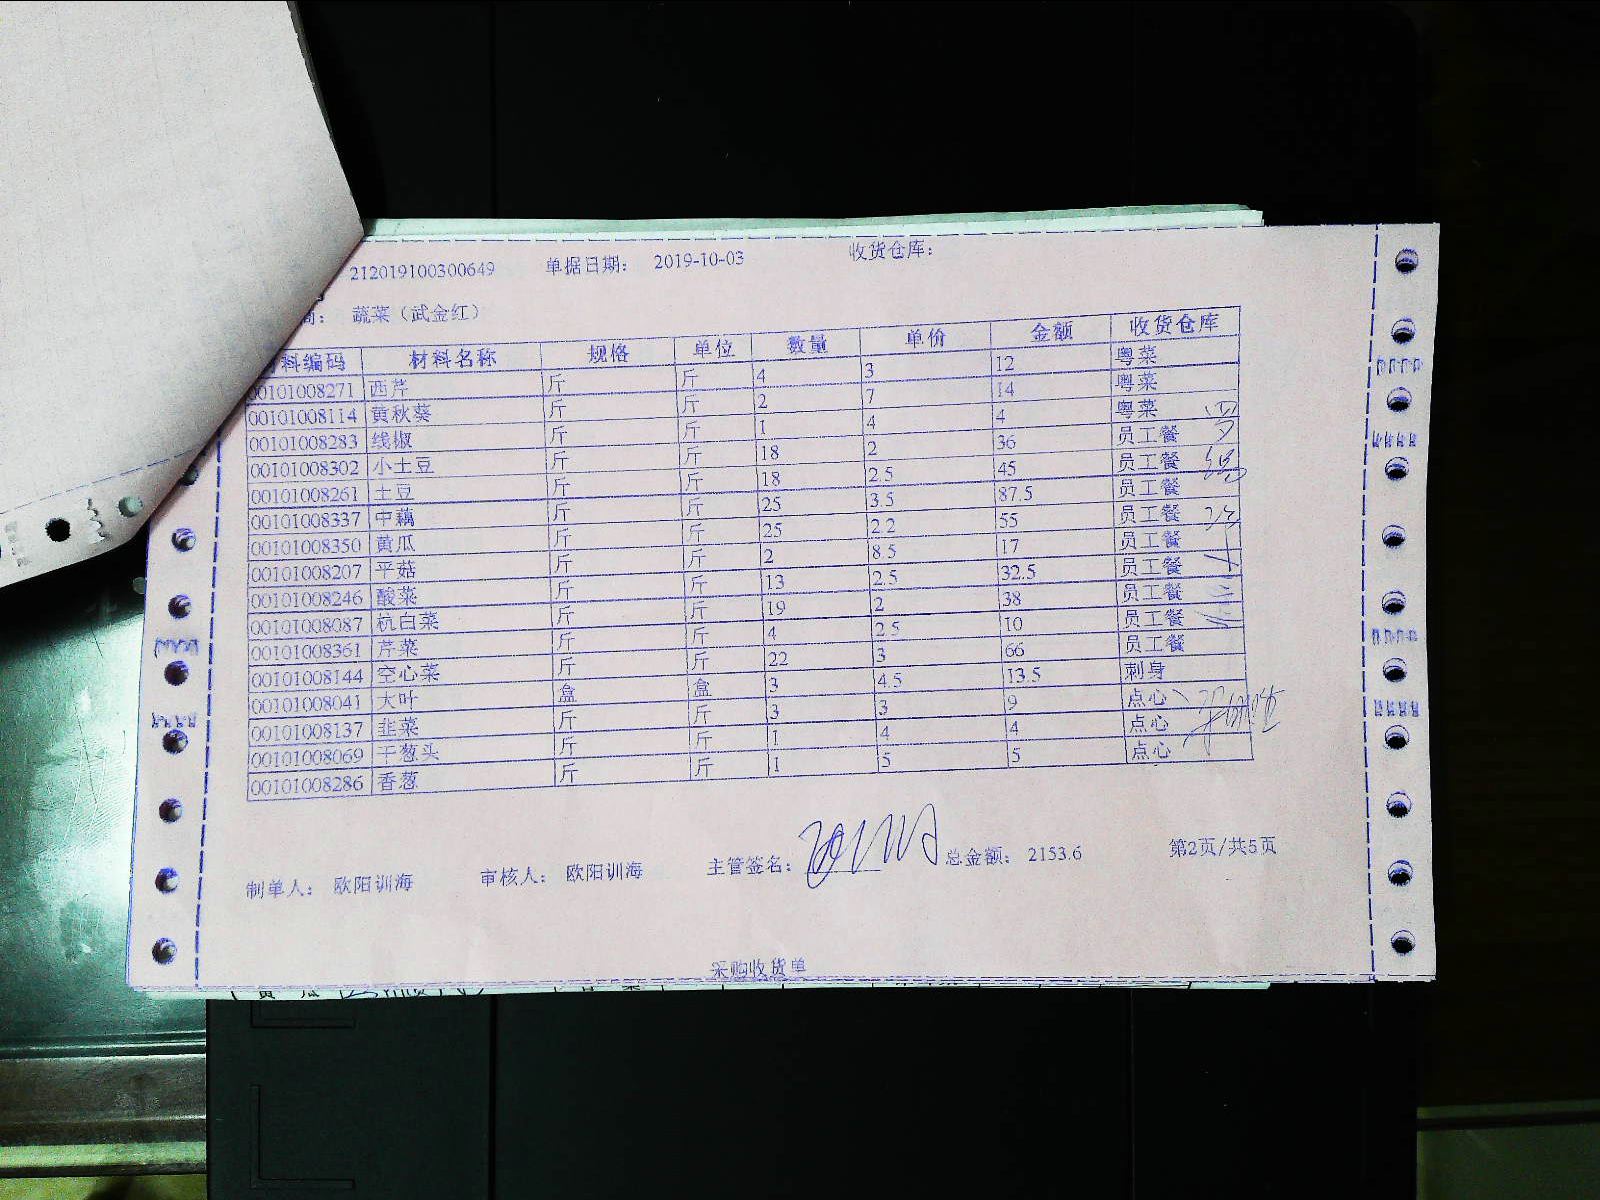 212019100300649 单据日期: 2019-10-03 收货仓库:
商: 蔬菜（武金红）
料编码 材料名称 规格 单位 数量 单价 金额 收货仓库
00101008271 西芹 斤 斤 4 3 12 粤菜
00101008114 黄秋葵 斤 斤 2 7 14 粤菜
00101008283 线椒 斤 斤 1 4 4 粤菜
00101008302 小土豆 斤 斤 18 2 36 员工餐
00101008261 土豆 斤 斤 18 2.5 45 员工餐
00101008337 中藕 斤 斤 25 3.5 87.5 员工餐
00101008350 黄瓜 斤 斤 25 2.2 55 员工餐
00101008207 平菇 斤 斤 2 8.5 17 员工餐
00101008246 酸菜 斤 斤 13 2.5 32.5 员工餐
00101008087 杭白菜 斤 斤 19 2 38 员工餐
00101008361 芹菜 斤 斤 4 2.5 10 员工餐
00101008144 空心菜 斤 斤 22 3 66 员工餐
00101008041 大叶 盒 盒 3 4.5 13.5 刺身
00101008137 韭菜 斤 斤 3 3 9 点心
00101008069 干葱头 斤 斤 1 4 4 点心
00101008286 香葱 斤 斤 1 5 5 点心
制单人: 欧阳训海 审核人: 欧阳训海 主管签名: 总金额: 2153.6 第2页/共5页
采购收货单